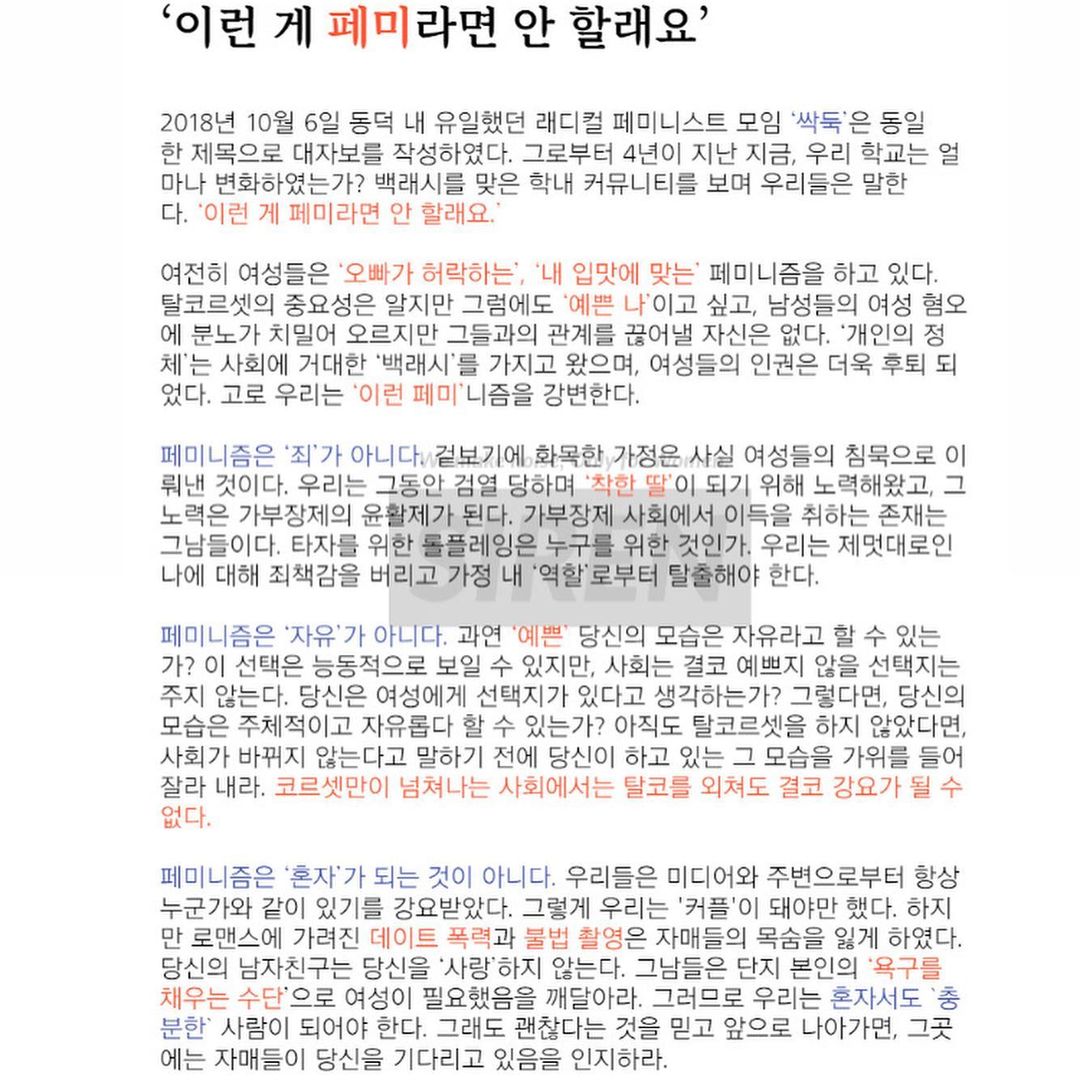 ‘이런 게 페미라면 안 할래요’
2018년 10월 6일 동덕 내 유일했던 래디컬 페미니스트 모임 ‘싹둑’은 동일
한 제목으로 대자보를 작성하였다. 그로부터 4년이 지난 지금, 우리 학교는 얼
마나 변화하였는가? 백래시를 맞은 학내 커뮤니티를 보며 우리들은 말한
다. ‘이런 게 페미라면 안 할래요.’
여전히 여성들은 ‘오빠가 허락하는’, ‘내 입맛에 맞는’ 페미니즘을 하고 있다.
탈코르셋의 중요성은 알지만 그럼에도 ‘예쁜 나’이고 싶고, 남성들의 여성 혐오
에 분노가 치밀어 오르지만 그들과의 관계를 끊어낼 자신은 없다. ‘개인의 정
체’는 사회에 거대한 ‘백래시’를 가지고 왔으며, 여성들의 인권은 더욱 후퇴 되
었다. 고로 우리는 ‘이런 페미’니즘을 강변한다.
페미니즘은 ‘죄’가 아니다. 겉보기에 화목한 가정은 사실 여성들의 침묵으로 이
뤄낸 것이다. 우리는 그동안 검열 당하며 ‘착한 딸’이 되기 위해 노력해왔고, 그
노력은 가부장제의 윤활제가 된다. 가부장제 사회에서 이득을 취하는 존재는
그남들이다. 타자를 위한 롤플레잉은 누구를 위한 것인가. 우리는 제멋대로인
나에 대해 죄책감을 버리고 가정 내 ‘역할’로부터 탈출해야 한다.
SIREN
페미니즘은 ‘자유’가 아니다. 과연 ‘예쁜’ 당신의 모습은 자유라고 할 수 있는
가? 이 선택은 능동적으로 보일 수 있지만, 사회는 결코 예쁘지 않을 선택지는
주지 않는다. 당신은 여성에게 선택지가 있다고 생각하는가? 그렇다면, 당신의
모습은 주체적이고 자유롭다 할 수 있는가? 아직도 탈코르셋을 하지 않았다면,
사회가 바뀌지 않는다고 말하기 전에 당신이 하고 있는 그 모습을 가위를 들어
잘라 내라. 코르셋만이 넘쳐나는 사회에서는 탈코를 외쳐도 결코 강요가 될 수
없다.
페미니즘은 ‘혼자’가 되는 것이 아니다. 우리들은 미디어와 주변으로부터 항상
누군가와 같이 있기를 강요받았다. 그렇게 우리는 '커플'이 돼야만 했다. 하지
만 로맨스에 가려진 데이트 폭력과 불법 촬영은 자매들의 목숨을 잃게 하였다.
당신의 남자친구는 당신을 ‘사랑’하지 않는다. 그남들은 단지 본인의 ‘욕구를
채우는 수단’으로 여성이 필요했음을 깨달아라. 그러므로 우리는 혼자서도 `충
분한` 사람이 되어야 한다. 그래도 괜찮다는 것을 믿고 앞으로 나아가면, 그곳
에는 자매들이 당신을 기다리고 있음을 인지하라.